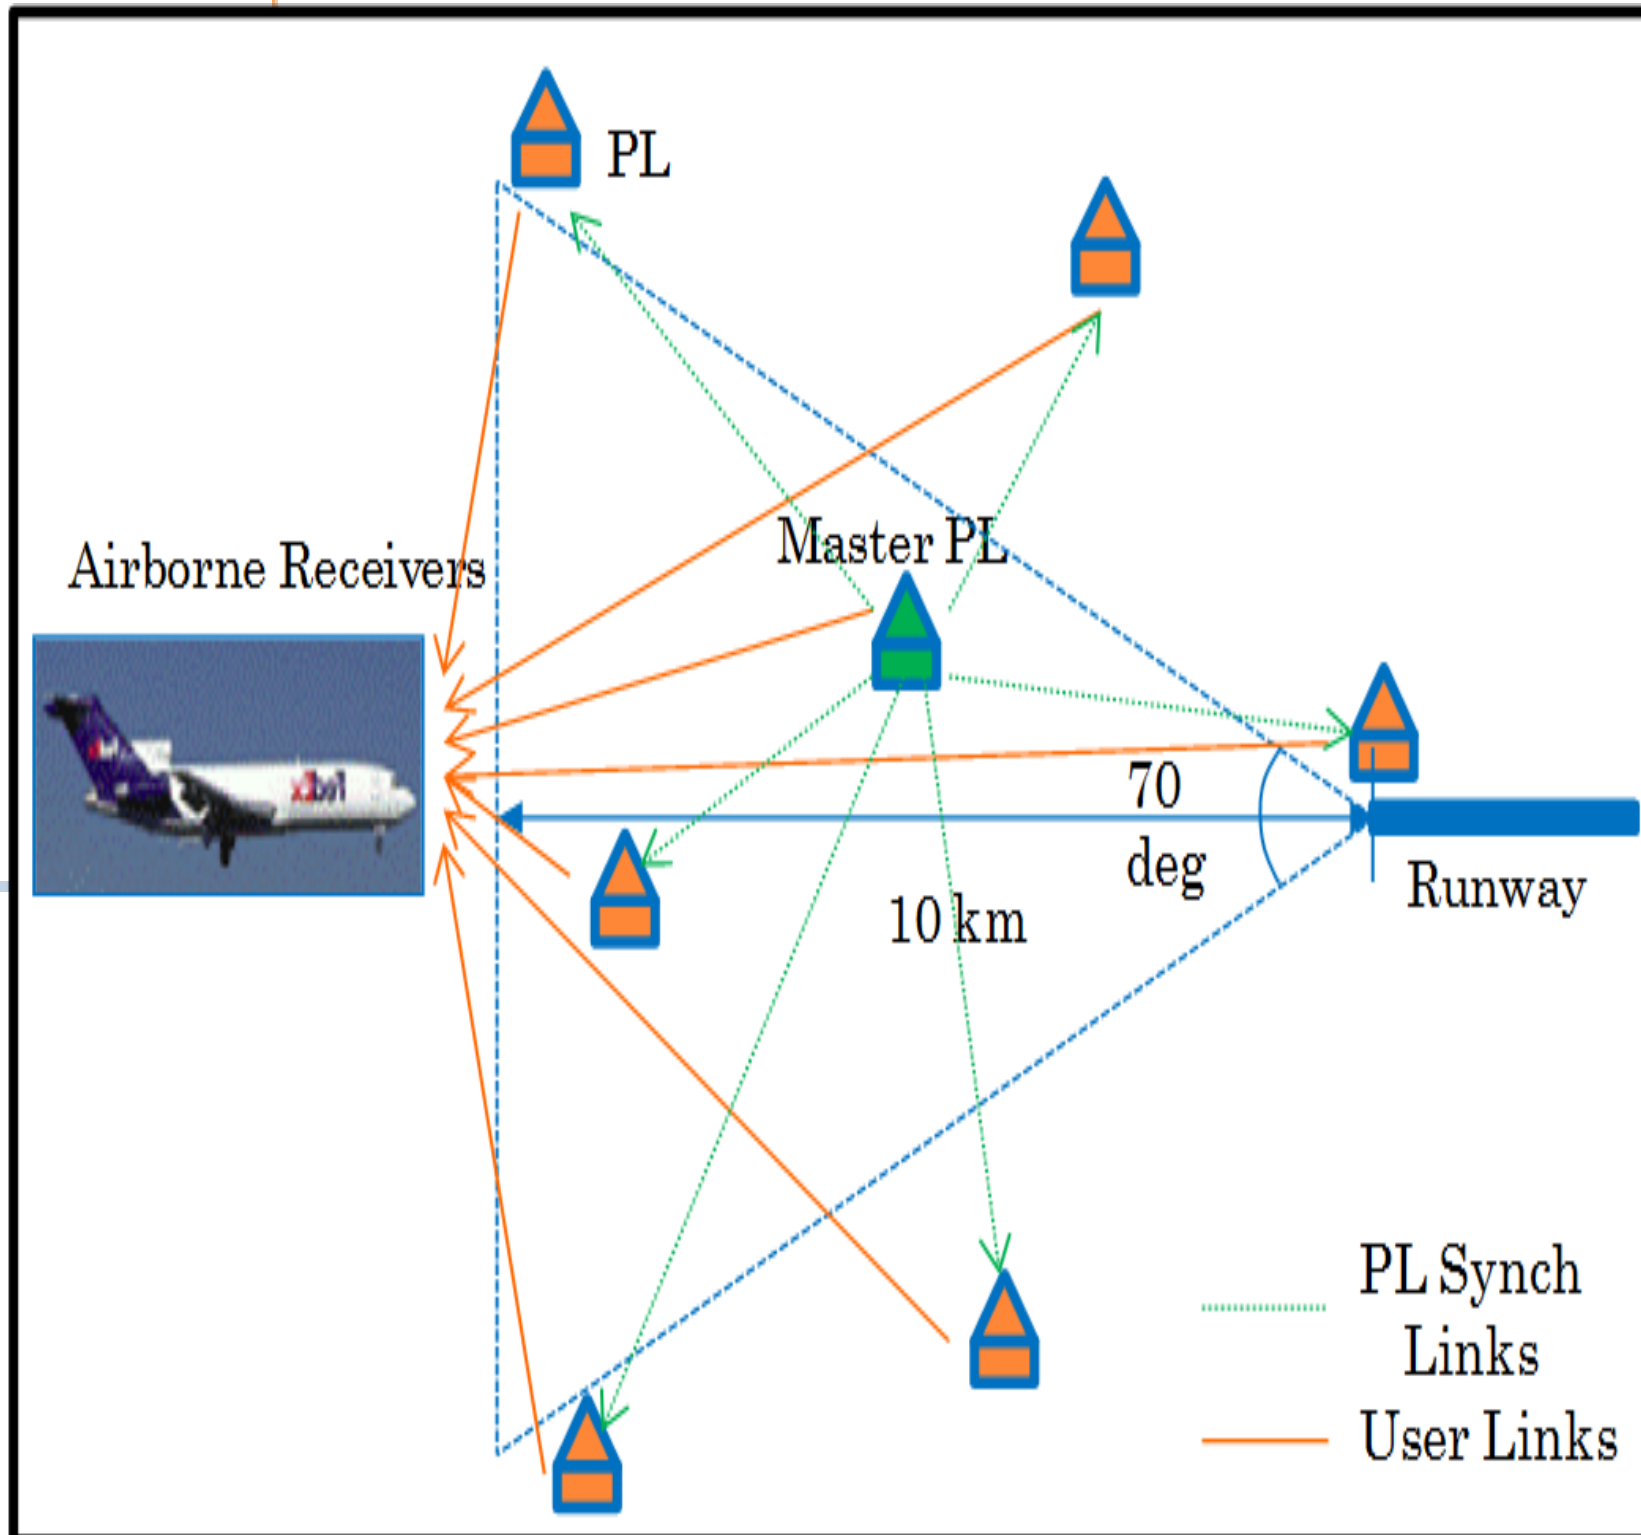 PL
Master PL
Airborne Receivers
70
deg
10 km
Runway
PL Synch
Links
User Links